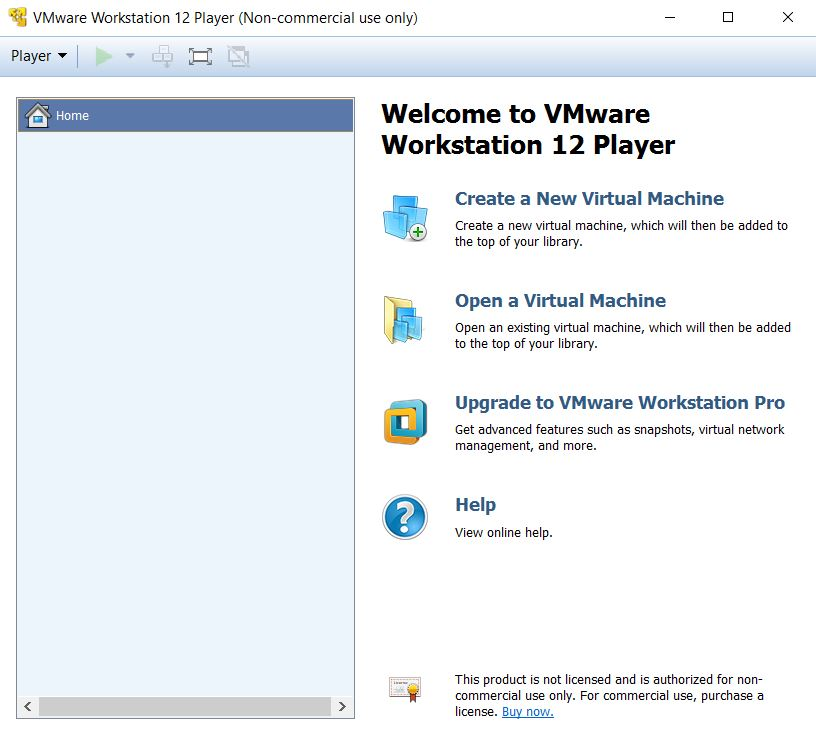 VMware Workstation 12 Player (Non-commercial use only)
Player
Home
Welcome to VMware
Workstation 12 Player
Create a New Virtual Machine
Create a new virtual machine, which will then be added to
the top of your library.
Open a Virtual Machine
Open an existing virtual machine, which will then be added
to the top of your library.
Upgrade to VMware Workstation Pro
Get advanced features such as snapshots, virtual network
management, and more.
Help
View online help.
License
This product is not licensed and is authorized for non-
commercial use only. For commercial use, purchase a
license. Buy now.